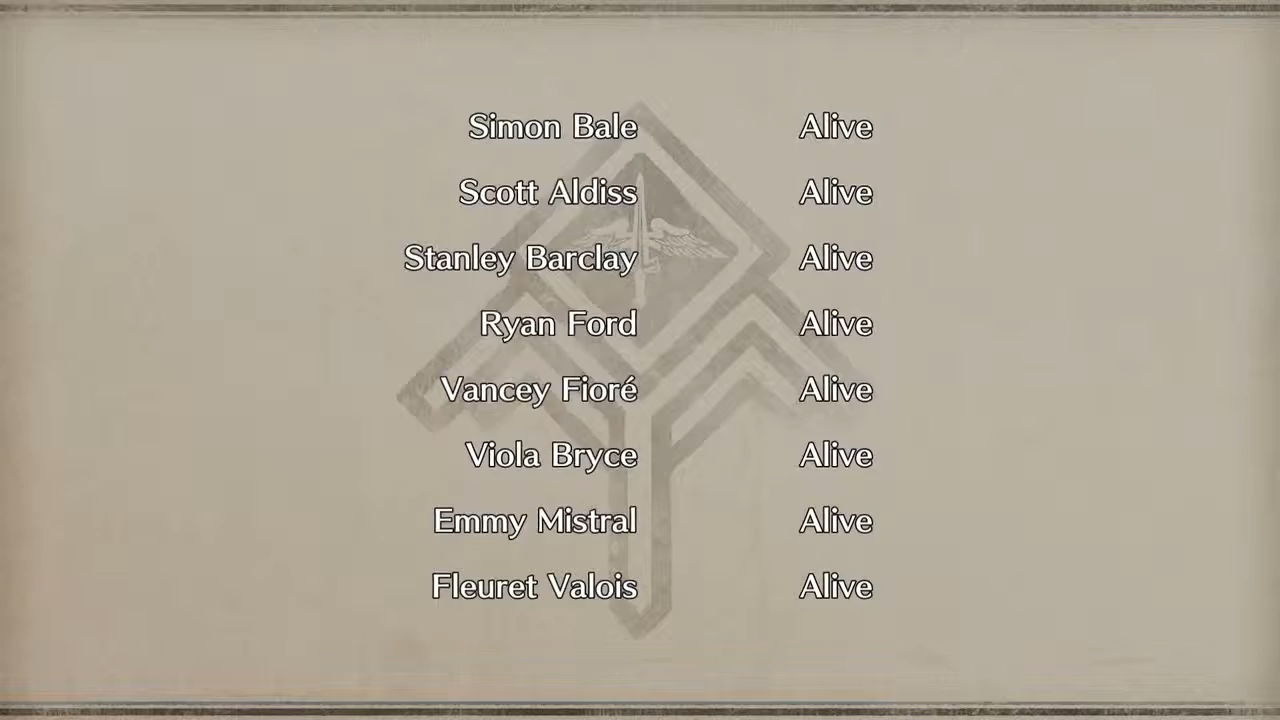 Simon Bale Alive
Scott Aldiss Alive
Stanley Barclay Alive
Ryan Ford Alive
Vancey Fioré Alive
Viola Bryce Alive
Emmy Mistral Alive
Fleuret Valois Alive